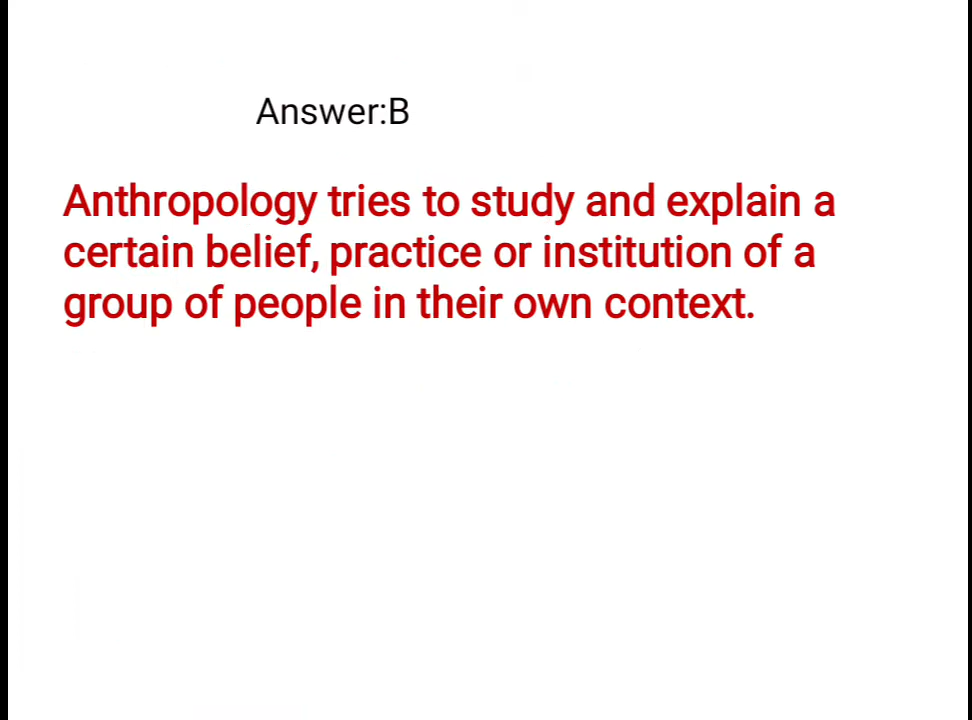 Answer:B
Anthropology tries to study and explain a
certain belief, practice or institution of a
group of people in their own context.